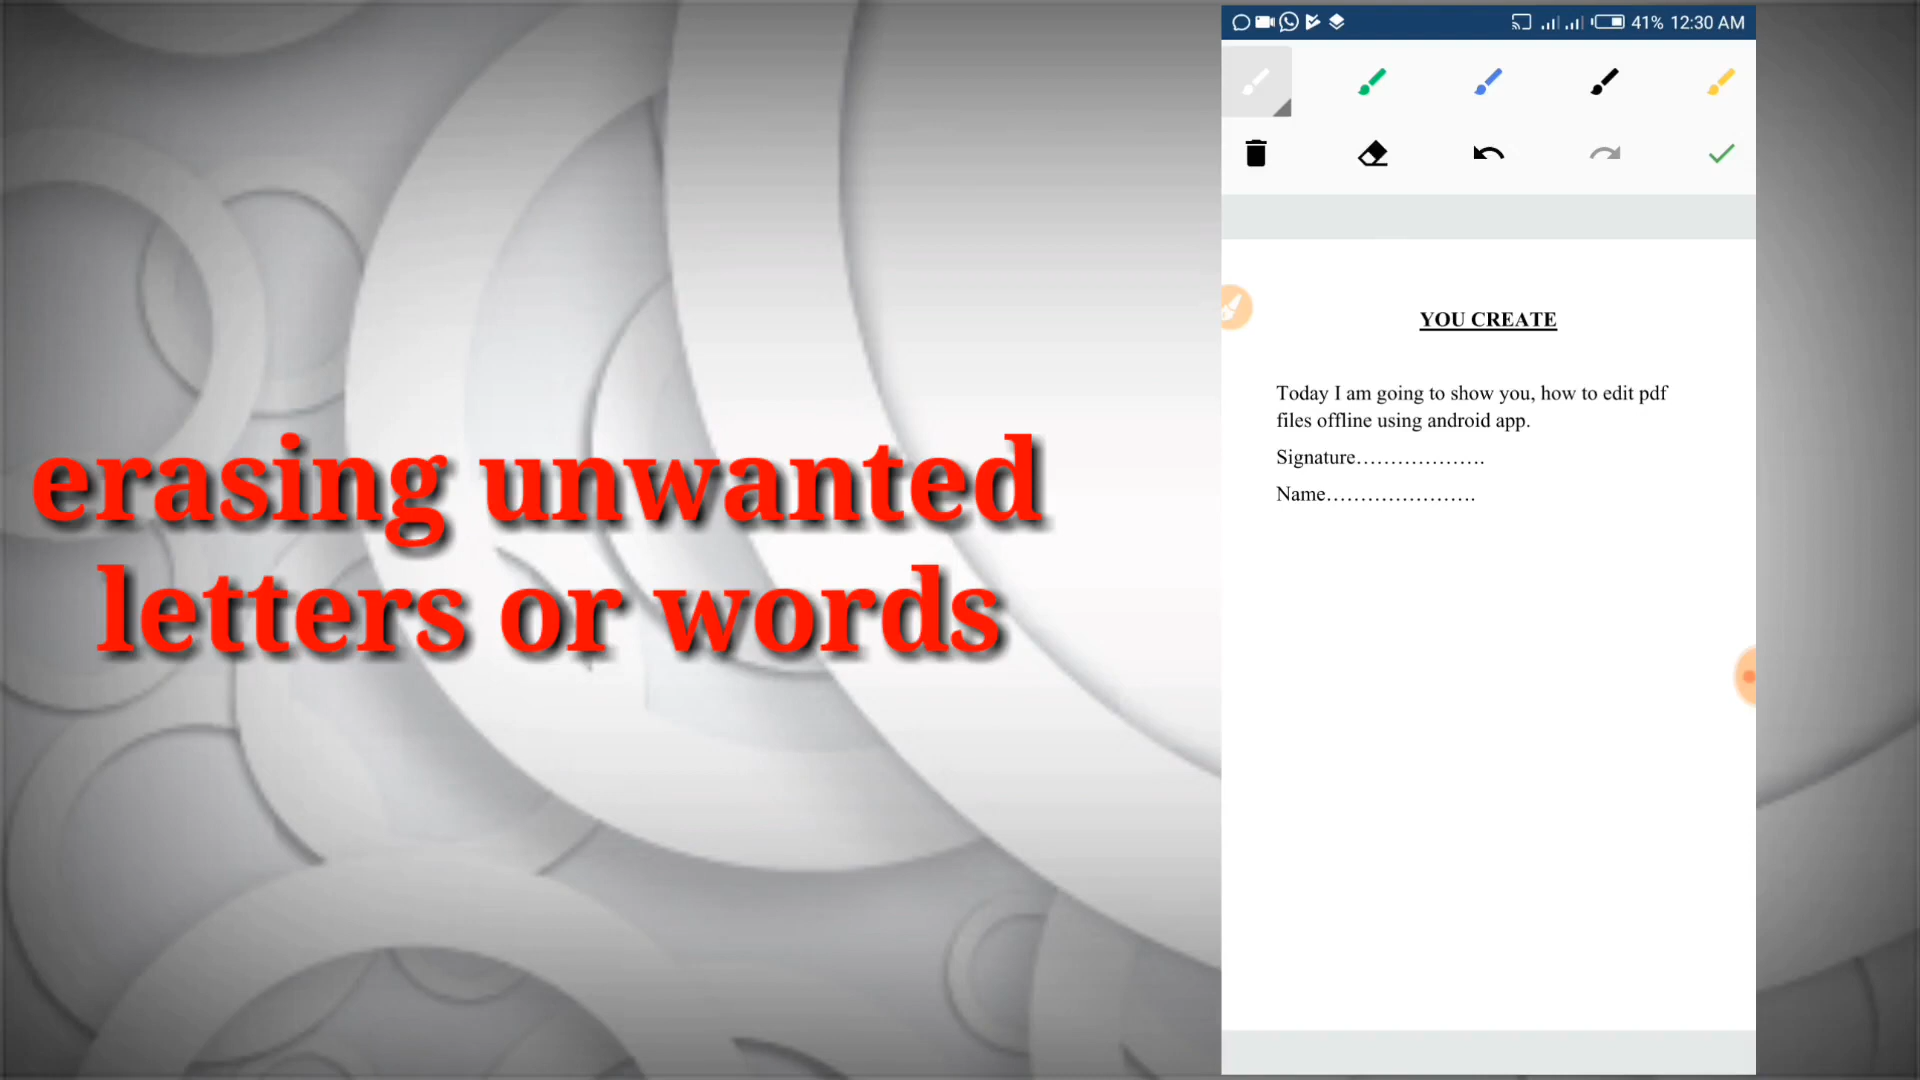 erasing unwanted
letters or words
41% 12:30 AM
YOU CREATE
Today I am going to show you, how to edit pdf
files offline using android app.
Signature……………….
Name………………….